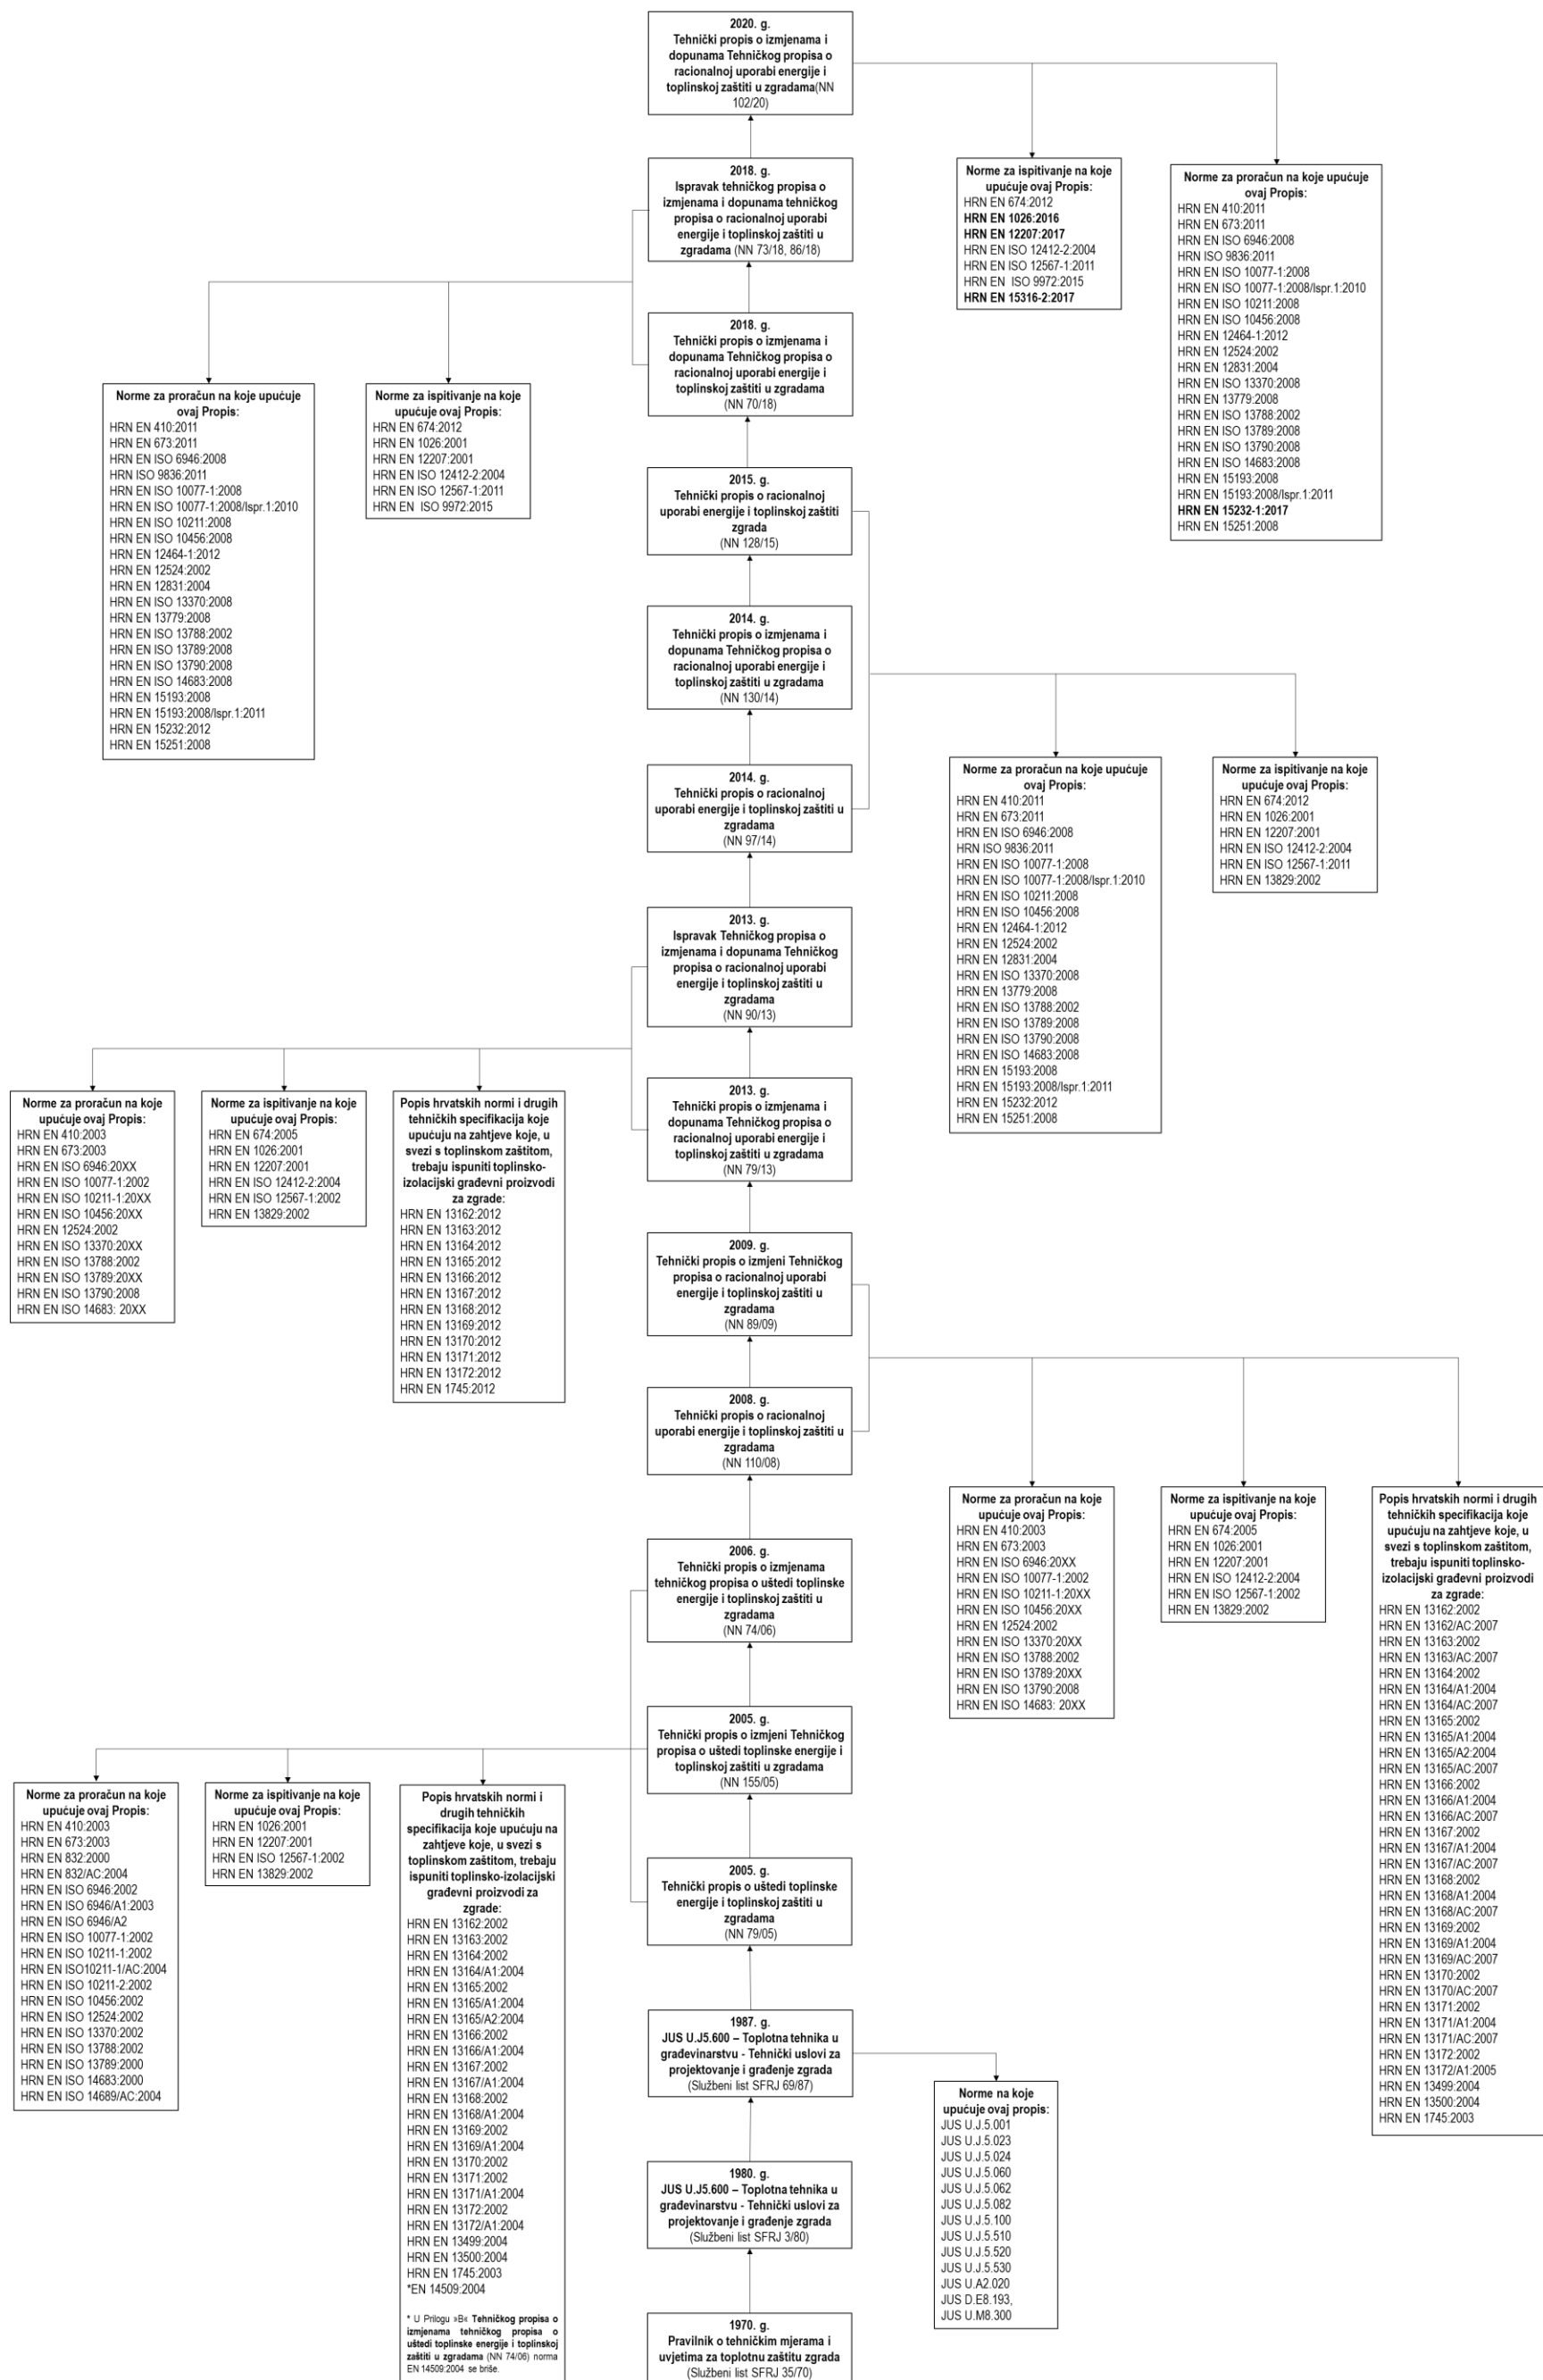 2020. g.
Tehnički propis o izmjenama i
dopunama Tehničkog propisa o
racionalnoj uporabi energije i
toplinskoj zaštiti u zgradama(NN
102/20)
Norme za ispitivanje na koje
upućuje ovaj Propis:
HRN EN 674:2012
HRN EN 1026:2016
HRN EN 12207:2017
HRN EN ISO 12412-2:2004
HRN EN ISO 12567-1:2011
HRN EN  ISO 9972:2015
HRN EN 15316-2:2017
Norme za proračun na koje upućuje
ovaj Propis:
HRN EN 410:2011
HRN EN 673:2011
HRN EN ISO 6946:2008
HRN ISO 9836:2011
HRN EN ISO 10077-1:2008
HRN EN ISO 10077-1:2008/Ispr.1:2010
HRN EN ISO 10211:2008
HRN EN ISO 10456:2008
HRN EN 12464-1:2012
HRN EN 12524:2002
HRN EN 12831:2004
HRN EN ISO 13370:2008
HRN EN 13779:2008
HRN EN ISO 13788:2002
HRN EN ISO 13789:2008
HRN EN ISO 13790:2008
HRN EN ISO 14683:2008
HRN EN 15193:2008
HRN EN 15193:2008/Ispr.1:2011
HRN EN 15232-1:2017
HRN EN 15251:2008
2018. g.
Ispravak tehničkog propisa o
izmjenama i dopunama tehničkog
propisa o racionalnoj uporabi
energije i toplinskoj zaštiti u
zgradama (NN 73/18, 86/18)
2018. g.
Tehnički propis o izmjenama i
dopunama Tehničkog propisa o
racionalnoj uporabi energije i
toplinskoj zaštiti u zgradama
(NN 70/18)
Norme za proračun na koje upućuje
ovaj Propis:
HRN EN 410:2011
HRN EN 673:2011
HRN EN ISO 6946:2008
HRN ISO 9836:2011
HRN EN ISO 10077-1:2008
HRN EN ISO 10077-1:2008/Ispr.1:2010
HRN EN ISO 10211:2008
HRN EN ISO 10456:2008
HRN EN 12464-1:2012
HRN EN 12524:2002
HRN EN 12831:2004
HRN EN ISO 13370:2008
HRN EN 13779:2008
HRN EN ISO 13788:2002
HRN EN ISO 13789:2008
HRN EN ISO 13790:2008
HRN EN ISO 14683:2008
HRN EN 15193:2008
HRN EN 15193:2008/Ispr.1:2011
HRN EN 15232:2012
HRN EN 15251:2008
Norme za ispitivanje na koje
upućuje ovaj Propis:
HRN EN 674:2012
HRN EN 1026:2001
HRN EN 12207:2001
HRN EN ISO 12412-2:2004
HRN EN ISO 12567-1:2011
HRN EN  ISO 9972:2015
2015. g.
Tehnički propis o racionalnoj
uporabi energije i toplinskoj zaštiti
zgrada
(NN 128/15)
2014. g.
Tehnički propis o izmjenama i
dopunama Tehničkog propisa o
racionalnoj uporabi energije i
toplinskoj zaštiti u zgradama
(NN 130/14)
2014. g.
Tehnički propis o racionalnoj
uporabi energije i toplinskoj zaštiti u
zgradama
(NN 97/14)
Norme za proračun na koje upućuje
ovaj Propis:
HRN EN 410:2011
HRN EN 673:2011
HRN EN ISO 6946:2008
HRN ISO 9836:2011
HRN EN ISO 10077-1:2008
HRN EN ISO 10077-1:2008/Ispr.1:2010
HRN EN ISO 10211:2008
HRN EN ISO 10456:2008
HRN EN 12464-1:2012
HRN EN 12524:2002
HRN EN 12831:2004
HRN EN ISO 13370:2008
HRN EN 13779:2008
HRN EN ISO 13788:2002
HRN EN ISO 13789:2008
HRN EN ISO 13790:2008
HRN EN ISO 14683:2008
HRN EN 15193:2008
HRN EN 15193:2008/Ispr.1:2011
HRN EN 15232:2012
HRN EN 15251:2008
Norme za ispitivanje na koje
upućuje ovaj Propis:
HRN EN 674:2012
HRN EN 1026:2001
HRN EN 12207:2001
HRN EN ISO 12412-2:2004
HRN EN ISO 12567-1:2011
HRN EN 13829:2002
2013. g.
Ispravak Tehničkog propisa o
izmjenama i dopunama Tehničkog
propisa o racionalnoj uporabi
energije i toplinskoj zaštiti u
zgradama
(NN 90/13)
2013. g.
Tehnički propis o izmjenama i
dopunama Tehničkog propisa o
racionalnoj uporabi energije i
toplinskoj zaštiti u zgradama
(NN 79/13)
Norme za proračun na koje
upućuje ovaj Propis:
HRN EN 410:2003
HRN EN 673:2003
HRN EN ISO 6946:20XX
HRN EN ISO 10077-1:2002
HRN EN ISO 10211-1:20XX
HRN EN ISO 10456:20XX
HRN EN 12524:2002
HRN EN ISO 13370:20XX
HRN EN ISO 13788:2002
HRN EN ISO 13789:20XX
HRN EN ISO 13790:2008
HRN EN ISO 14683: 20XX
Norme za ispitivanje na koje
upućuje ovaj Propis:
HRN EN 674:2005
HRN EN 1026:2001
HRN EN 12207:2001
HRN EN ISO 12412-2:2004
HRN EN ISO 12567-1:2002
HRN EN 13829:2002
Popis hrvatskih normi i drugih
tehničkih specifikacija koje
upućuju na zahtjeve koje, u
svezi s toplinskom zaštitom,
trebaju ispuniti toplinsko-
izolacijski građevni proizvodi
za zgrade:
HRN EN 13162:2012
HRN EN 13163:2012
HRN EN 13164:2012
HRN EN 13165:2012
HRN EN 13166:2012
HRN EN 13167:2012
HRN EN 13168:2012
HRN EN 13169:2012
HRN EN 13170:2012
HRN EN 13171:2012
HRN EN 13172:2012
HRN EN 1745:2012
2009. g.
Tehnički propis o izmjeni Tehničkog
propisa o racionalnoj uporabi
energije i toplinskoj zaštiti u
zgradama
(NN 89/09)
2008. g.
Tehnički propis o racionalnoj
uporabi energije i toplinskoj zaštiti u
zgradama
(NN 110/08)
Norme za proračun na koje
upućuje ovaj Propis:
HRN EN 410:2003
HRN EN 673:2003
HRN EN ISO 6946:20XX
HRN EN ISO 10077-1:2002
HRN EN ISO 10211-1:20XX
HRN EN ISO 10456:20XX
HRN EN 12524:2002
HRN EN ISO 13370:20XX
HRN EN ISO 13788:2002
HRN EN ISO 13789:20XX
HRN EN ISO 13790:2008
HRN EN ISO 14683: 20XX
Norme za ispitivanje na koje
upućuje ovaj Propis:
HRN EN 674:2005
HRN EN 1026:2001
HRN EN 12207:2001
HRN EN ISO 12412-2:2004
HRN EN ISO 12567-1:2002
HRN EN 13829:2002
Popis hrvatskih normi i drugih
tehničkih specifikacija koje
upućuju na zahtjeve koje, u
svezi s toplinskom zaštitom,
trebaju ispuniti toplinsko-
izolacijski građevni proizvodi
za zgrade:
HRN EN 13162:2002
HRN EN 13162/AC:2007
HRN EN 13163:2002
HRN EN 13163/AC:2007
HRN EN 13164:2002
HRN EN 13164/A1:2004
HRN EN 13164/AC:2007
HRN EN 13165:2002
HRN EN 13165/A1:2004
HRN EN 13165/A2:2004
HRN EN 13165/AC:2007
HRN EN 13166:2002
HRN EN 13166/A1:2004
HRN EN 13166/AC:2007
HRN EN 13167:2002
HRN EN 13167/A1:2004
HRN EN 13167/AC:2007
HRN EN 13168:2002
HRN EN 13168/A1:2004
HRN EN 13168/AC:2007
HRN EN 13169:2002
HRN EN 13169/A1:2004
HRN EN 13169/AC:2007
HRN EN 13170:2002
HRN EN 13170/AC:2007
HRN EN 13171:2002
HRN EN 13171/A1:2004
HRN EN 13171/AC:2007
HRN EN 13172:2002
HRN EN 13172/A1:2005
HRN EN 13499:2004
HRN EN 13500:2004
HRN EN 1745:2003
2006. g.
Tehnički propis o izmjenama
tehničkog propisa o uštedi toplinske
energije i toplinskoj zaštiti u
zgradama
(NN 74/06)
2005. g.
Tehnički propis o izmjeni Tehničkog
propisa o uštedi toplinske energije i
toplinskoj zaštiti u zgradama
(NN 155/05)
2005. g.
Tehnički propis o uštedi toplinske
energije i toplinskoj zaštiti u
zgradama
(NN 79/05)
Norme za proračun na koje
upućuje ovaj Propis:
HRN EN 410:2003
HRN EN 673:2003
HRN EN 832:2000
HRN EN 832/AC:2004
HRN EN ISO 6946:2002
HRN EN ISO 6946/A1:2003
HRN EN ISO 6946/A2
HRN EN ISO 10077-1:2002
HRN EN ISO 10211-1:2002
HRN EN ISO10211-1/AC:2004
HRN EN ISO 10211-2:2002
HRN EN ISO 10456:2002
HRN EN ISO 12524:2002
HRN EN ISO 13370:2002
HRN EN ISO 13788:2002
HRN EN ISO 13789:2000
HRN EN ISO 14683:2000
HRN EN ISO 14689/AC:2004
Norme za ispitivanje na koje
upućuje ovaj Propis:
HRN EN 1026:2001
HRN EN 12207:2001
HRN EN ISO 12567-1:2002
HRN EN 13829:2002
Popis hrvatskih normi i
drugih tehničkih
specifikacija koje upućuju na
zahtjeve koje, u svezi s
toplinskom zaštitom, trebaju
ispuniti toplinsko-izolacijski
građevni proizvodi za
zgrade:
HRN EN 13162:2002
HRN EN 13163:2002
HRN EN 13164:2002
HRN EN 13164/A1:2004
HRN EN 13165:2002
HRN EN 13165/A1:2004
HRN EN 13165/A2:2004
HRN EN 13166:2002
HRN EN 13166/A1:2004
HRN EN 13167:2002
HRN EN 13167/A1:2004
HRN EN 13168:2002
HRN EN 13168/A1:2004
HRN EN 13169:2002
HRN EN 13169/A1:2004
HRN EN 13170:2002
HRN EN 13171:2002
HRN EN 13171/A1:2004
HRN EN 13172:2002
HRN EN 13172/A1:2004
HRN EN 13499:2004
HRN EN 13500:2004
HRN EN 1745:2003
*EN 14509:2004
* U Prilogu »B« Tehničkog propisa o
izmjenama tehničkog propisa o
uštedi toplinske energije i toplinskoj
zaštiti u zgradama (NN 74/06) norma
EN 14509:2004 se briše.
1987. g.
JUS U.J5.600 – Toplotna tehnika u
građevinarstvu - Tehnički uslovi za
projektovanje i građenje zgrada
(Službeni list SFRJ 69/87)
Norme na koje
upućuje ovaj propis:
JUS U.J.5.001
JUS U.J.5.023
JUS U.J.5.024
JUS U.J.5.060
JUS U.J.5.062
JUS U.J.5.082
JUS U.J.5.100
JUS U.J.5.510
JUS U.J.5.520
JUS U.J.5.530
JUS U.A2.020
JUS D.E8.193,
JUS U.M8.300
1980. g.
JUS U.J5.600 – Toplotna tehnika u
građevinarstvu - Tehnički uslovi za
projektovanje i građenje zgrada
(Službeni list SFRJ 3/80)
1970. g.
Pravilnik o tehničkim mjerama i
uvjetima za toplotnu zaštitu zgrada
(Službeni list SFRJ 35/70)